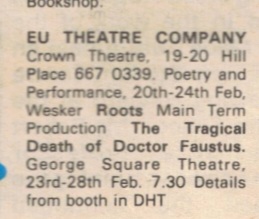 Bookshop.
EU THEATRE COMPANY
Crown Theatre, 19-20 Hill
Place 667 0339. Poetry and
Performance, 20th-24th Feb,
Wesker Roots Main Term
Production The Tragical
Death of Doctor Faustus.
George Square Theatre,
23rd-28th Feb. 7.30 Details
from booth in DHT